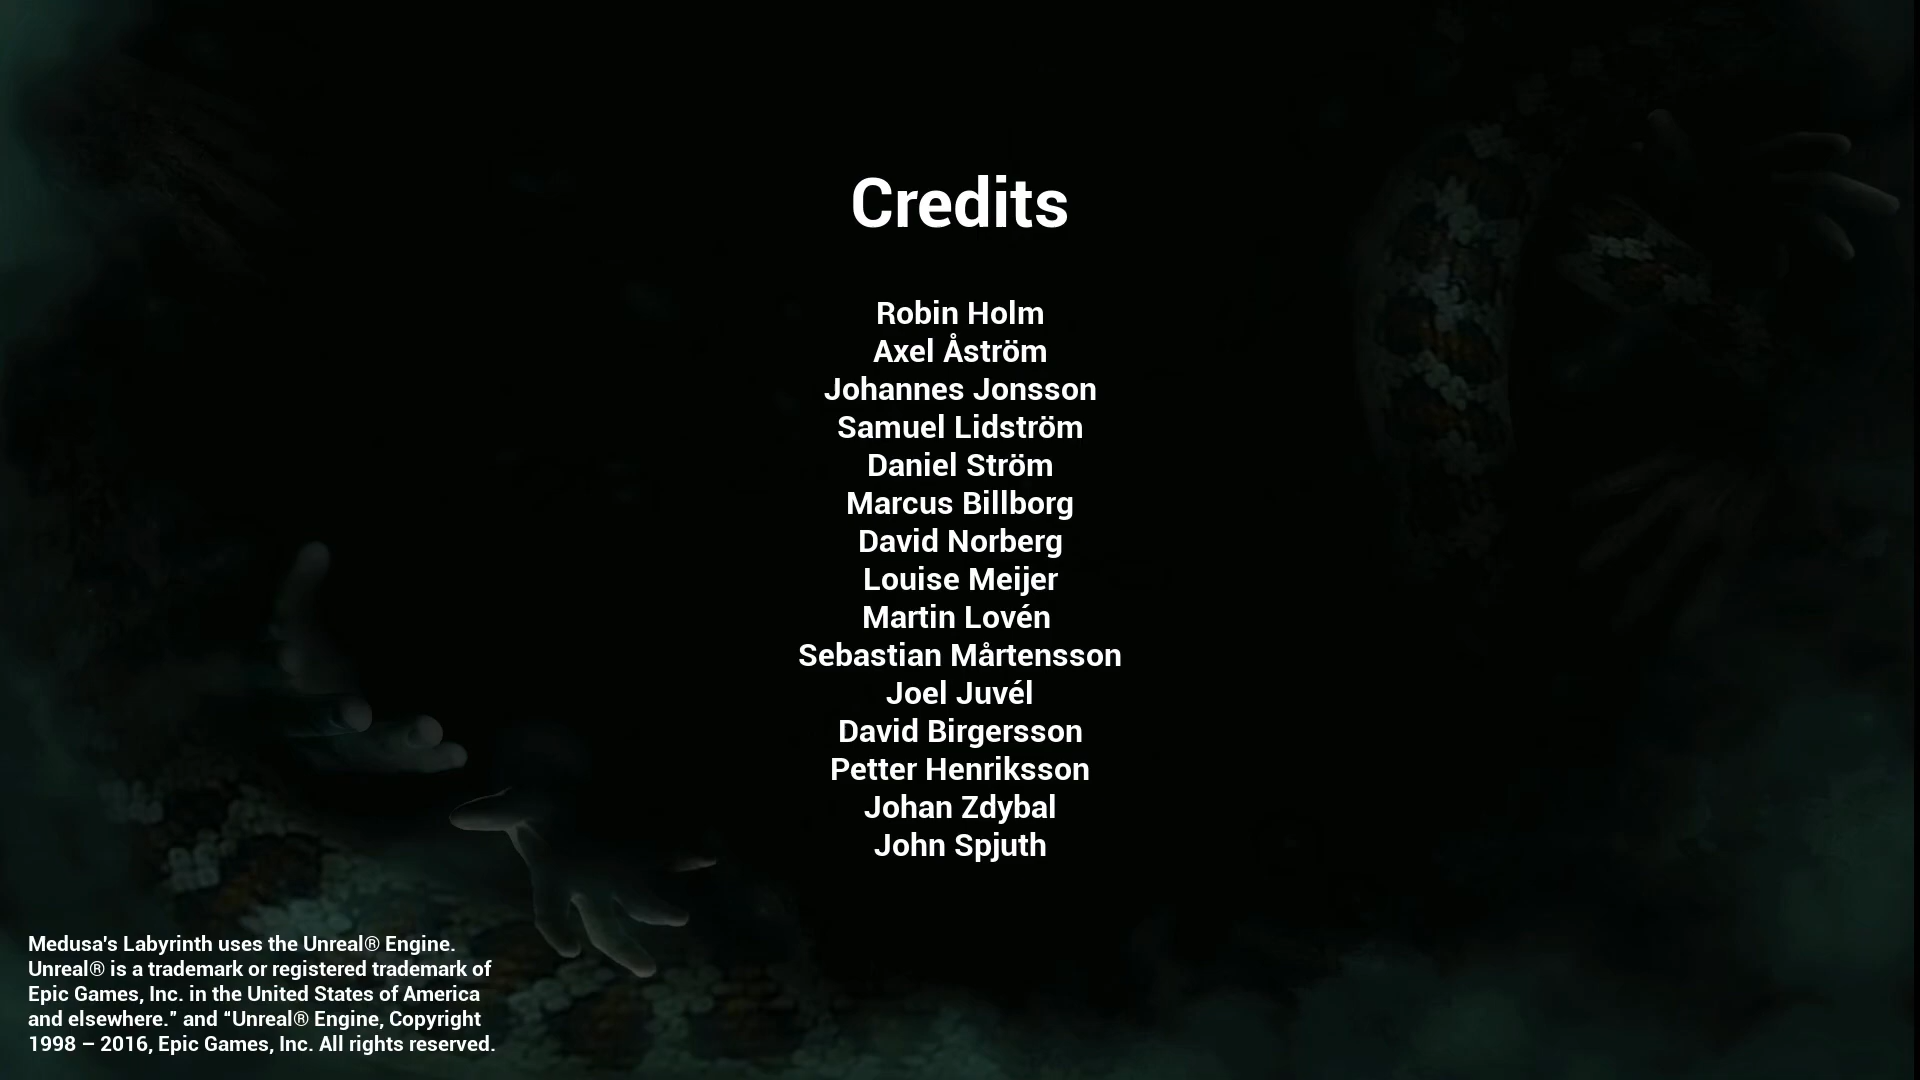 Credits
Robin Holm
Axel Åström
Johannes Jonsson
Samuel Lidström
Daniel Ström
Marcus Billborg
David Norberg
Louise Meijer
Martin Lovén
Sebastian Mårtensson
Joel Juvél
David Birgersson
Petter Henriksson
Johan Zdybal
John Spjuth
Medusa's Labyrinth uses the Unreal® Engine.
Unreal® is a trademark or registered trademark of
Epic Games, Inc. in the United States of America
and elsewhere.” and “Unreal® Engine, Copyright
1998 – 2016, Epic Games, Inc. All rights reserved.